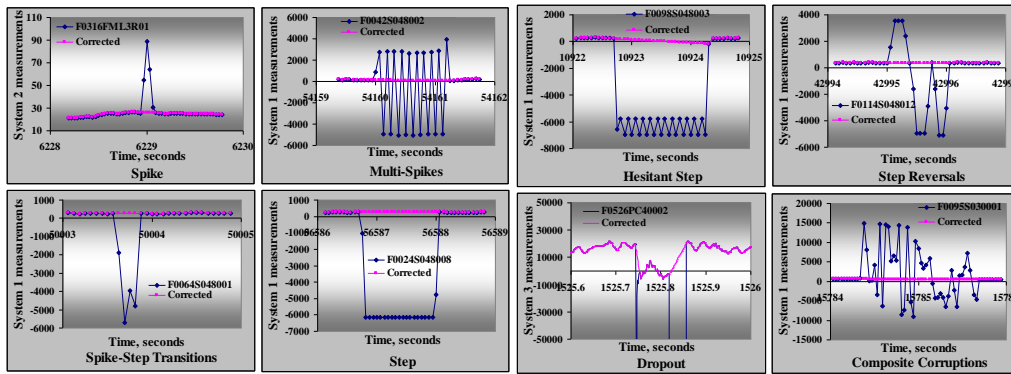 System 2 measurements
110
90
70
50
30
10
F0316FML3R01
Corrected
6228
6229
6230
Time, seconds
Spike
System 1 measurements
6000
4000
2000
0
-2000
-4000
-6000
F0042S048002
Corrected
54159
54160
54161
54162
Time, seconds
Multi-Spikes
System 1 measurements
2000
0
-2000
-4000
-6000
-8000
F0098S048003
Corrected
10922
10923
10924
10925
Time, seconds
Hesitant Step
System 1 measurements
4000
2000
0
-2000
-4000
-6000
F0114S048012
Corrected
42994
42995
42996
Time, seconds
Step Reversals
System 1 measurements
1000
0
-1000
-2000
-3000
-4000
-5000
-6000
F0064S048001
Corrected
50003
50004
50005
Time, seconds
Spike-Step Transitions
System 1 measurements
1000
0
-1000
-2000
-3000
-4000
-5000
-6000
-7000
F0024S048008
Corrected
56586
56587
56588
56589
Time, seconds
Step
System 3 measurements
50000
30000
10000
-10000
-30000
-50000
F0526PC40002
Corrected
1525.6
1525.7
1525.8
1525.9
1526
Time, seconds
Dropout
System 1 measurements
20000
15000
10000
5000
0
-5000
-10000
-15000
F0095S030001
Corrected
15784
15785
Time, seconds
Composite Corruptions